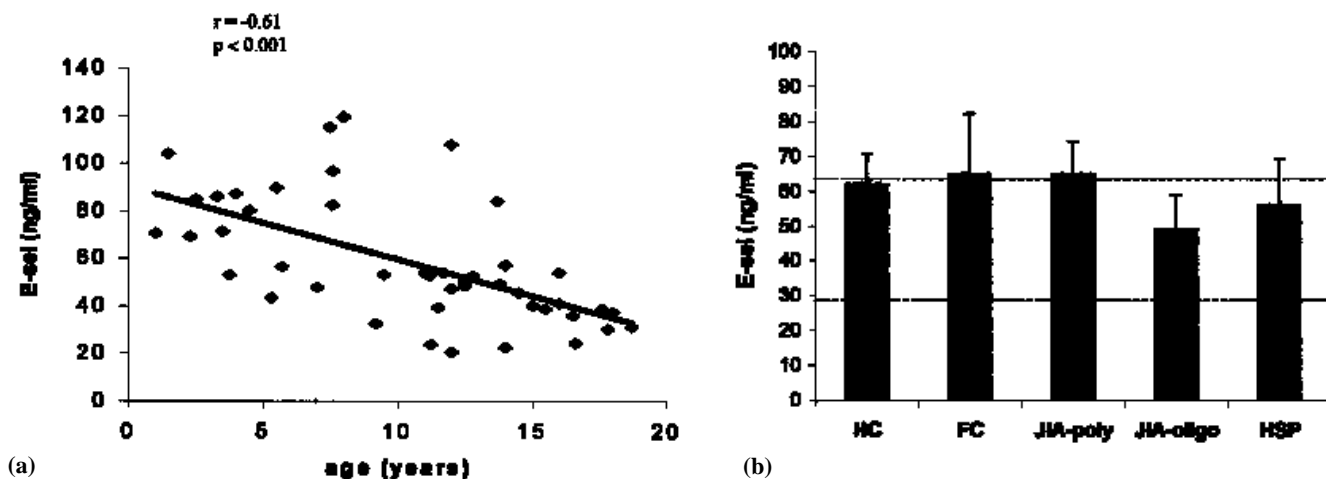 r = -0.61
p < 0.001
140
120
100
80
60
40
20
0
E-sel (ng/ml)
0 5 10 15 20
age (years)
(a)
100
90
80
70
60
50
40
30
20
10
0
E-sel (ng/ml)
HC FC JIA-poly JIA-oligo HSP
(b)